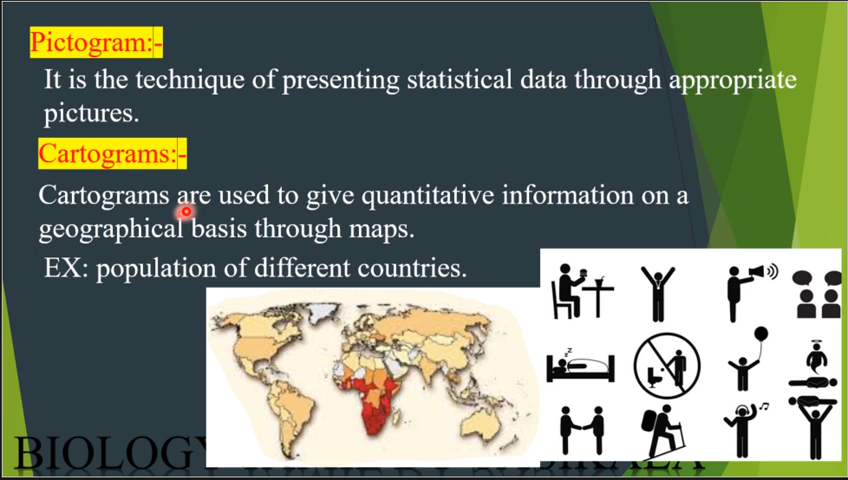 Pictogram:-
It is the technique of presenting statistical data through appropriate
pictures.
Cartograms:-
Cartograms are used to give quantitative information on a
geographical basis through maps.
EX: population of different countries.
BIOLOGY